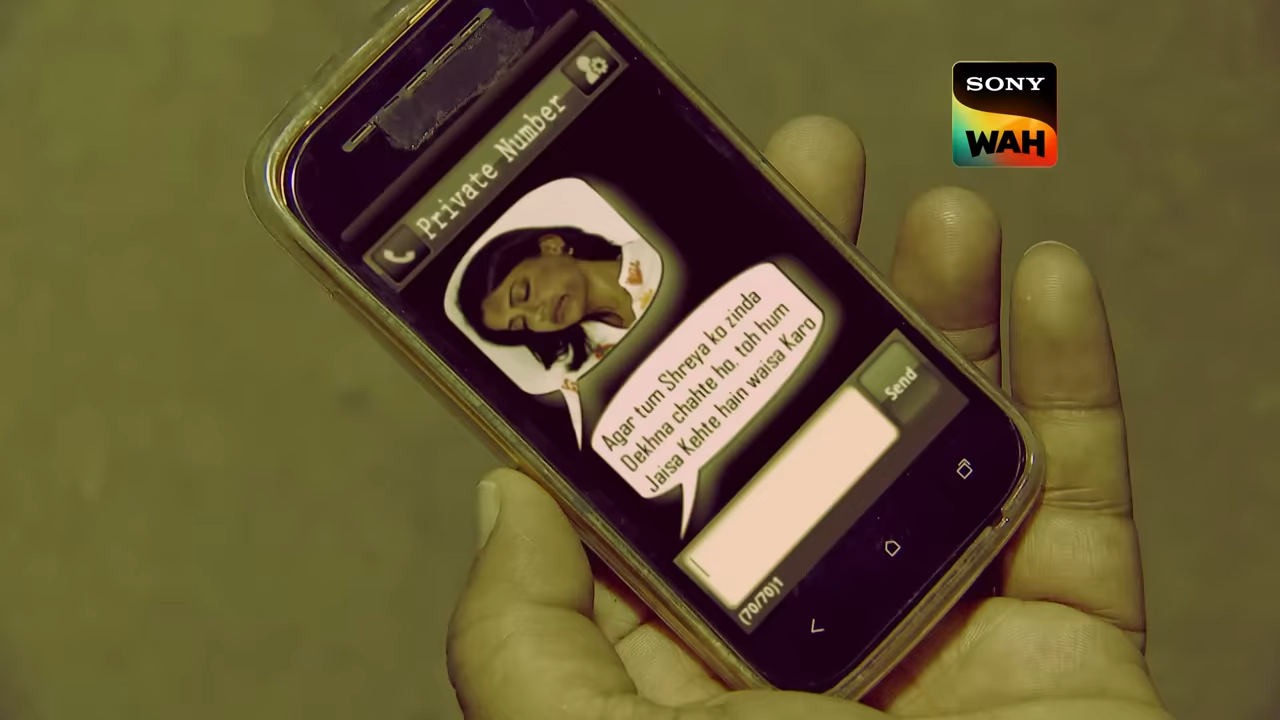 SONY
WAH
Private Number
Agar tum Shreya ko zinda
Dekhna chahte ho, toh hum
Jaisa Kehte hain waisa Karo
Send
(70/70)1